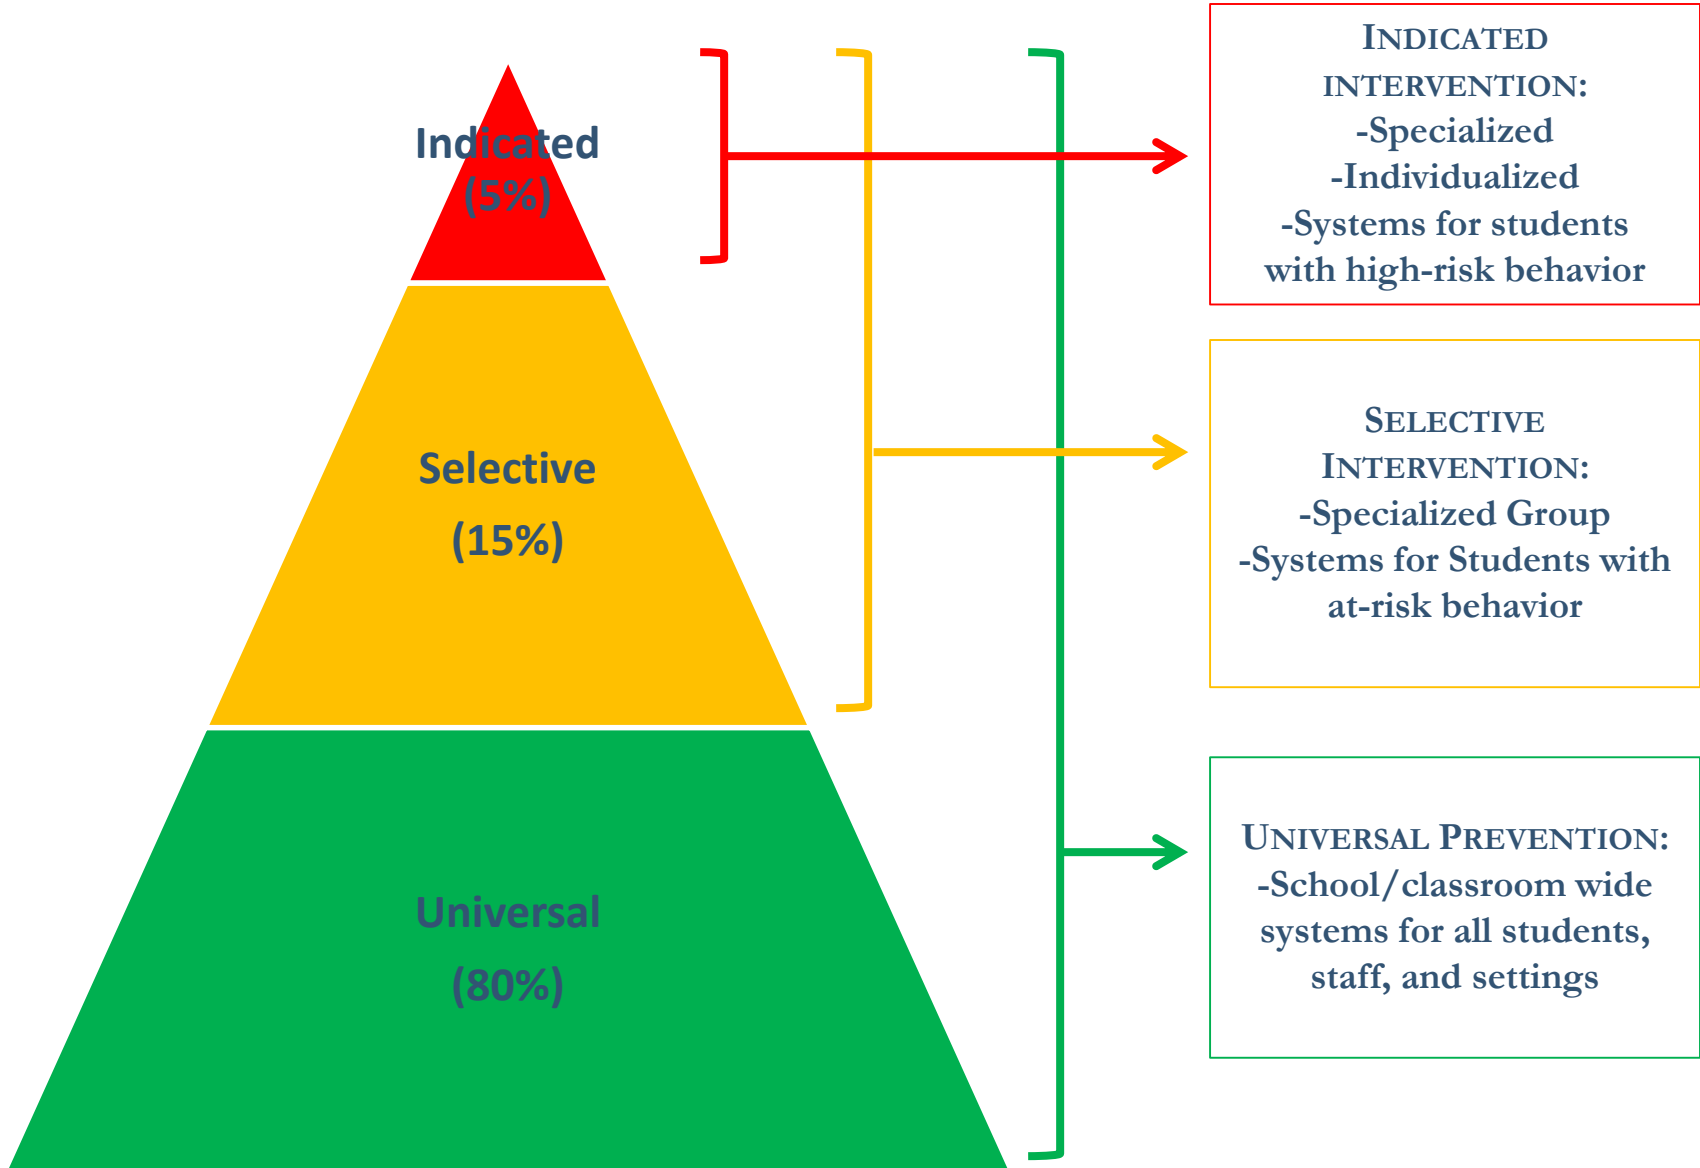 Indicated
(5%)
Selective
(15%)
Universal
(80%)
INDICATED
INTERVENTION:
-Specialized
-Individualized
-Systems for students
with high-risk behavior
SELECTIVE
INTERVENTION:
-Specialized Group
-Systems for Students with
at-risk behavior
UNIVERSAL PREVENTION:
-School/classroom wide
systems for all students,
staff, and settings